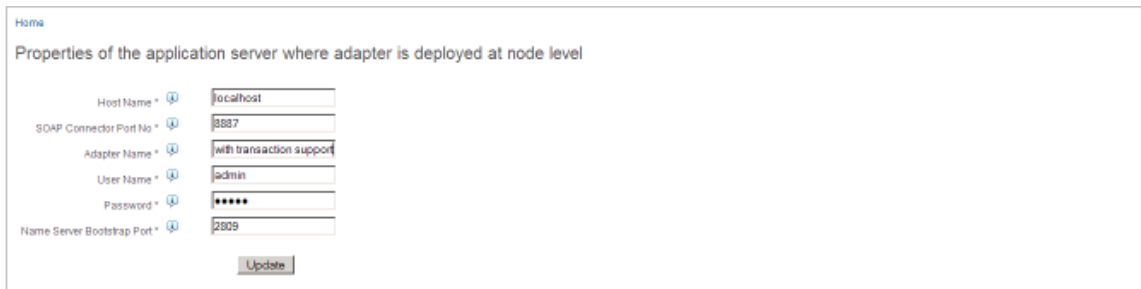 Home
Properties of the application server where adapter is deployed at node level
Host Name * localhost
SOAP Connector Port No * 8887
Adapter Name * with transaction support
User Name * admin
Password * •••••
Name Server Bootstrap Port * 2809
Update